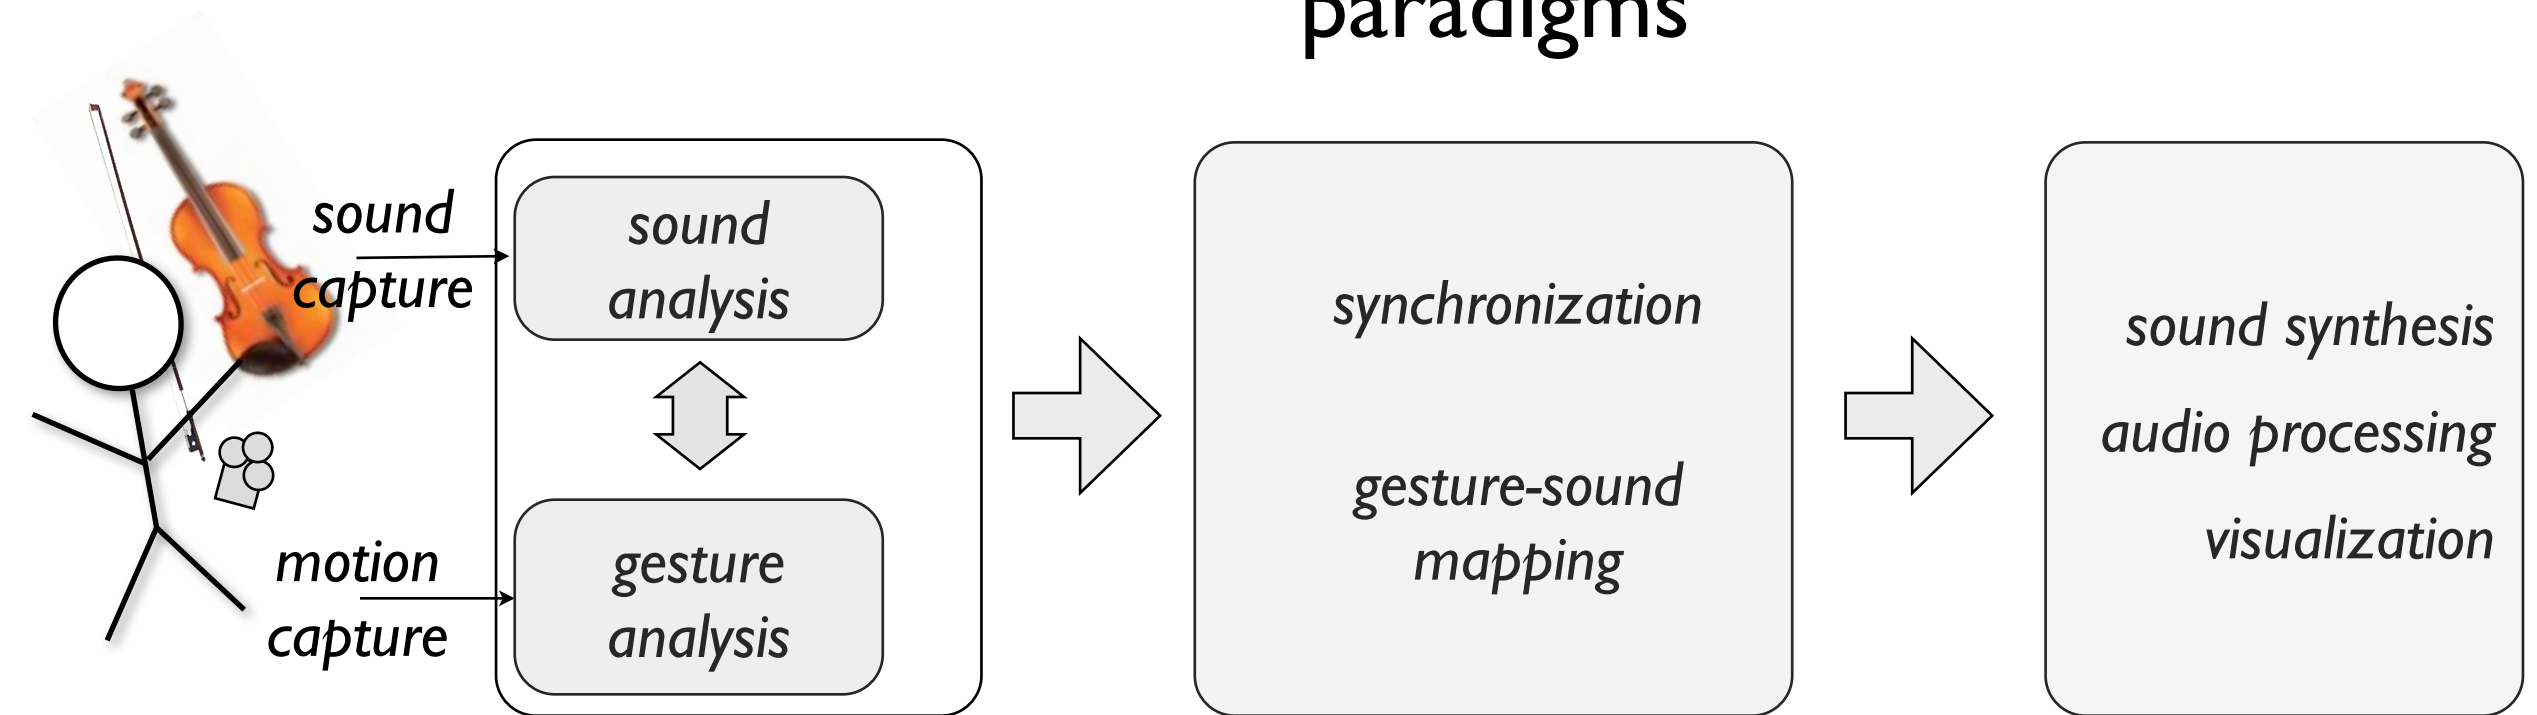 paradigms
sound
capture
sound
analysis
motion
capture
gesture
analysis
synchronization
gesture-sound
mapping
sound synthesis
audio processing
visualization